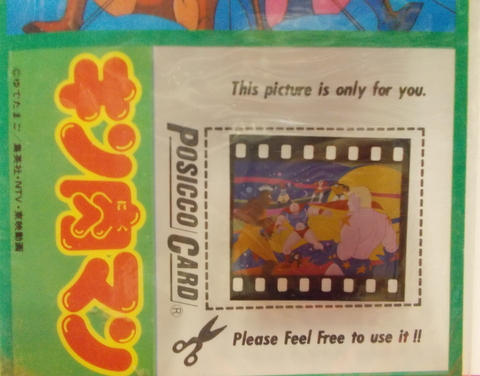 ©ゆでたまご／集英社・NTV・東映動画
キン肉マン
This picture is only for you.
POSICCO CARD®
Please Feel Free to use it !!